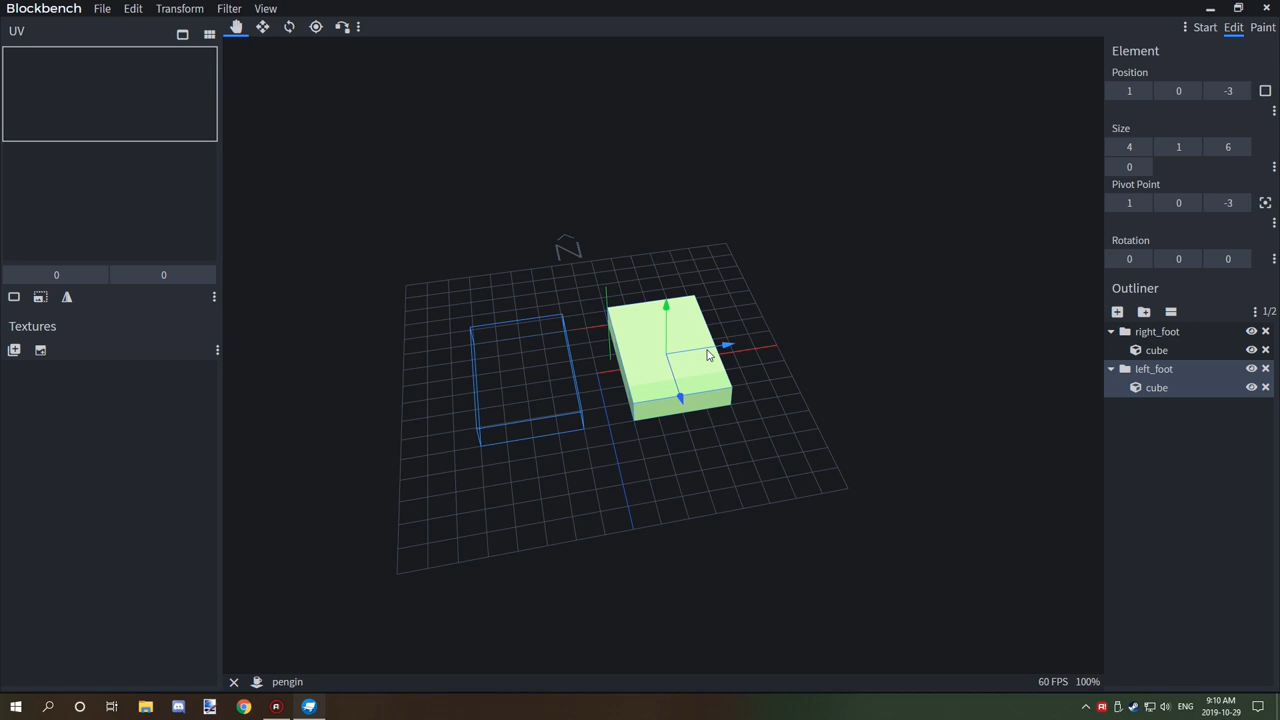 Blockbench File Edit Transform Filter View
UV
Start Edit Paint
Element
Position
1 0 -3
Size
4 1 6
0
Pivot Point
1 0 -3
Rotation
0 0 0
Outliner
1/2
right_foot
cube
left_foot
cube
0 0
Textures
N
pengin
60 FPS 100%
ENG
9:10 AM
2019-10-29